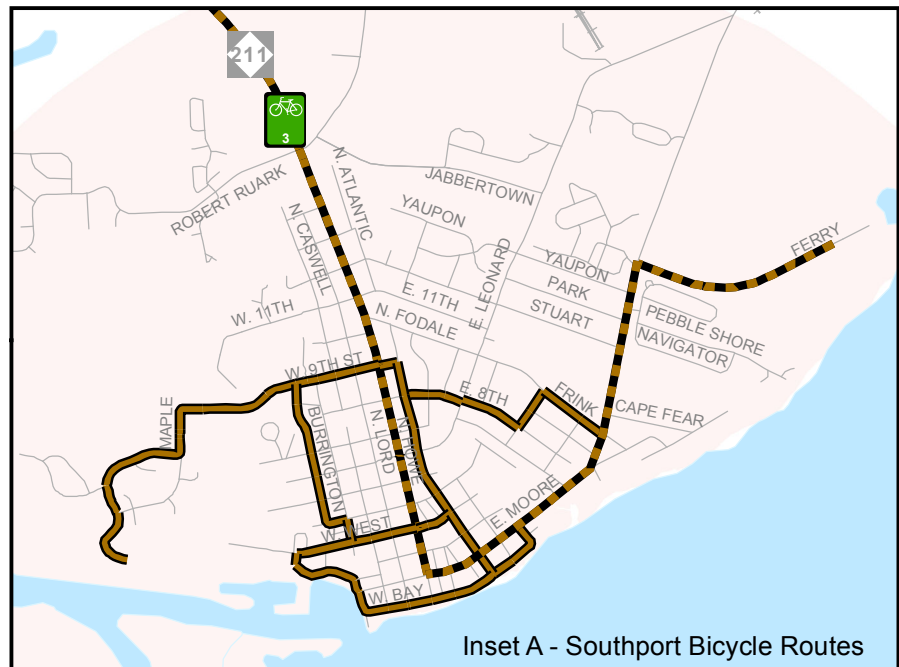 211
3
ROBERT RUARK
N. ATLANTIC
JABBERTOWN
N. CASWELL
YAUPON
E. LEONARD
FERRY
YAUPON
PARK
STUART
W. 11TH
E. 11TH
N. FODALE
PEBBLE SHORE
NAVIGATOR
W. 9TH ST
E. 8TH
FRINK
CAPE FEAR
MAPLE
BURRINGTON
N. LORD
N. HOWE
E. MOORE
W. WEST
W. BAY
Inset A - Southport Bicycle Routes